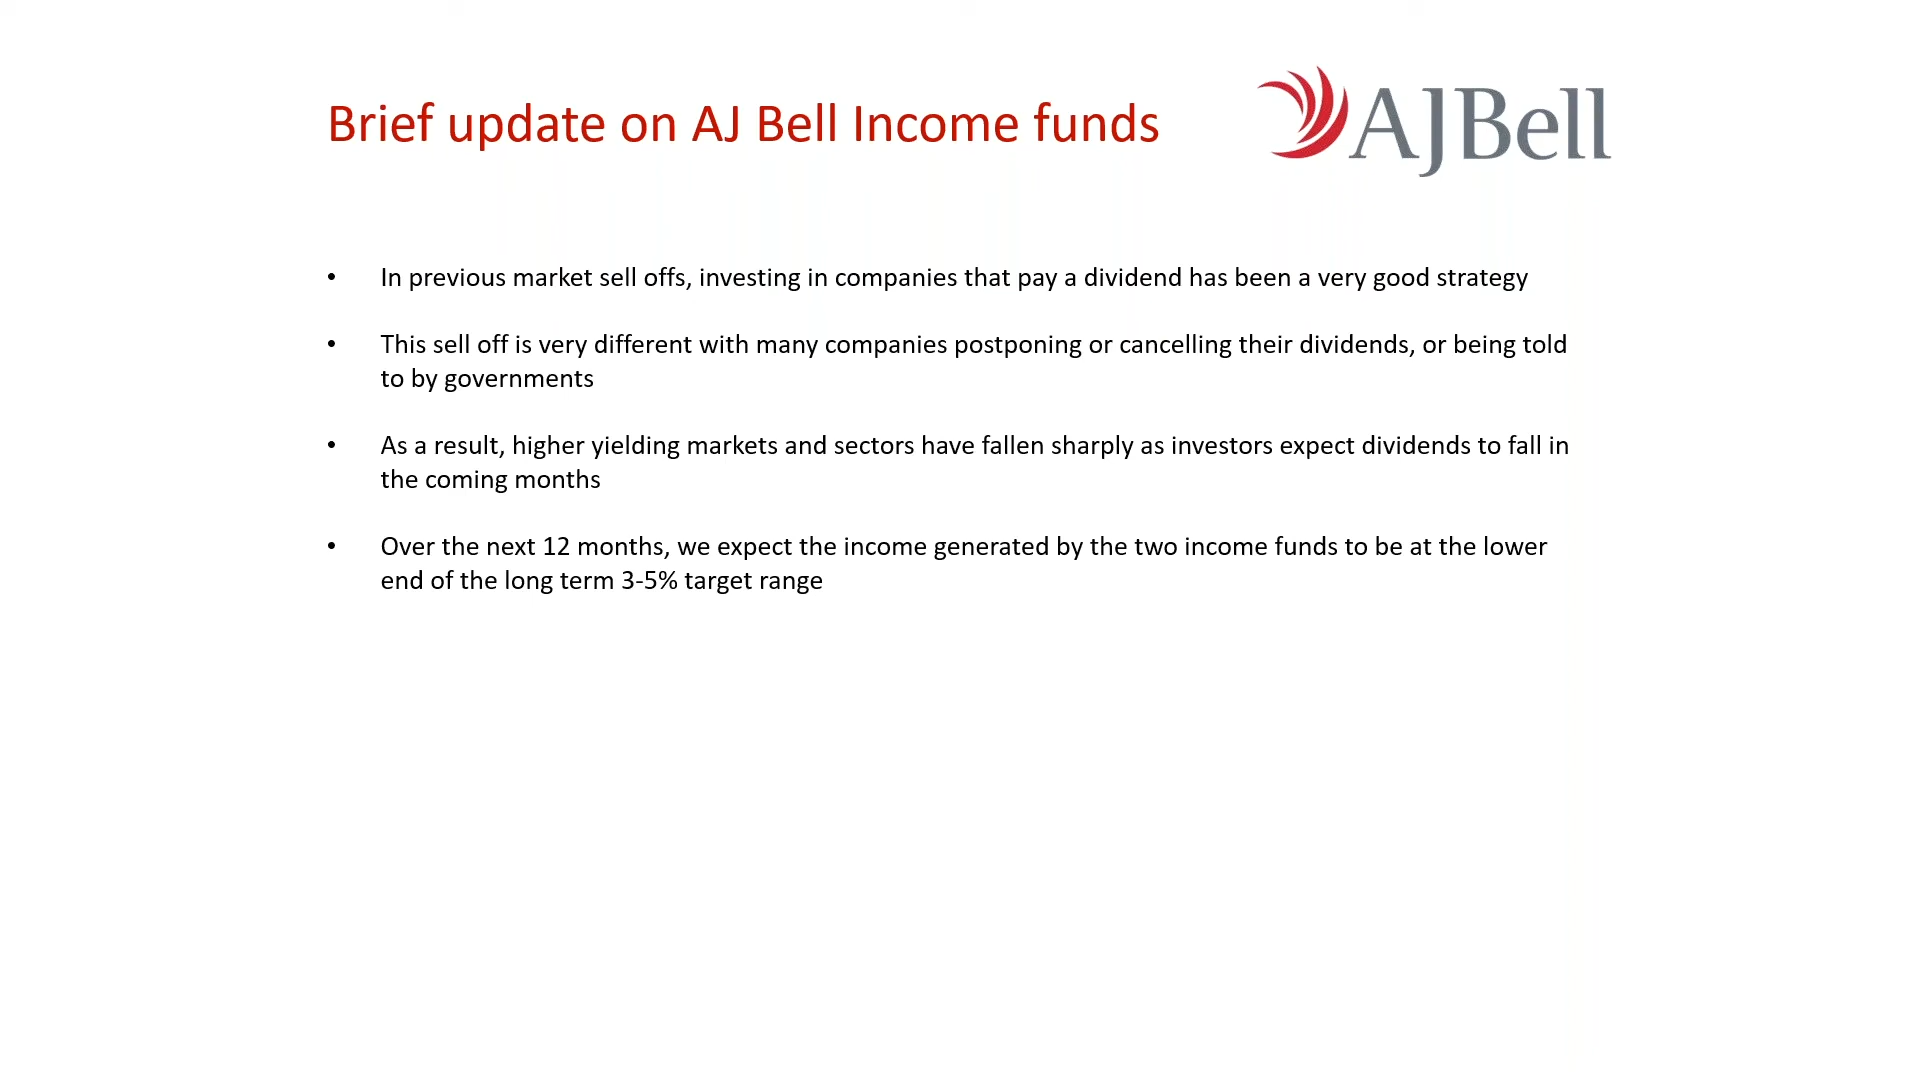 Brief update on AJ Bell Income funds
AJBell
• In previous market sell offs, investing in companies that pay a dividend has been a very good strategy
• This sell off is very different with many companies postponing or cancelling their dividends, or being told
to by governments
• As a result, higher yielding markets and sectors have fallen sharply as investors expect dividends to fall in
the coming months
• Over the next 12 months, we expect the income generated by the two income funds to be at the lower
end of the long term 3-5% target range